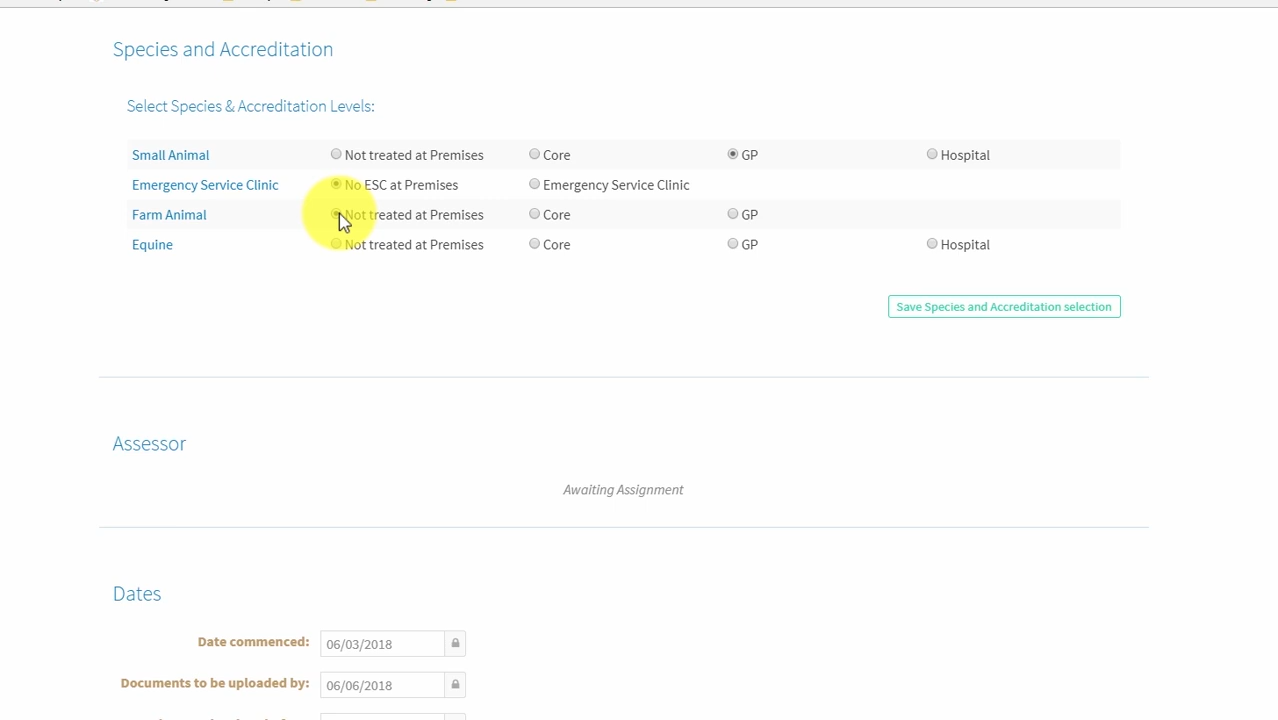 Species and Accreditation
Select Species & Accreditation Levels:
Small Animal Not treated at Premises Core GP Hospital
Emergency Service Clinic No ESC at Premises Emergency Service Clinic
Farm Animal Not treated at Premises Core GP
Equine Not treated at Premises Core GP Hospital
Save Species and Accreditation selection
Assessor
Awaiting Assignment
Dates
Date commenced: 06/03/2018
Documents to be uploaded by: 06/06/2018